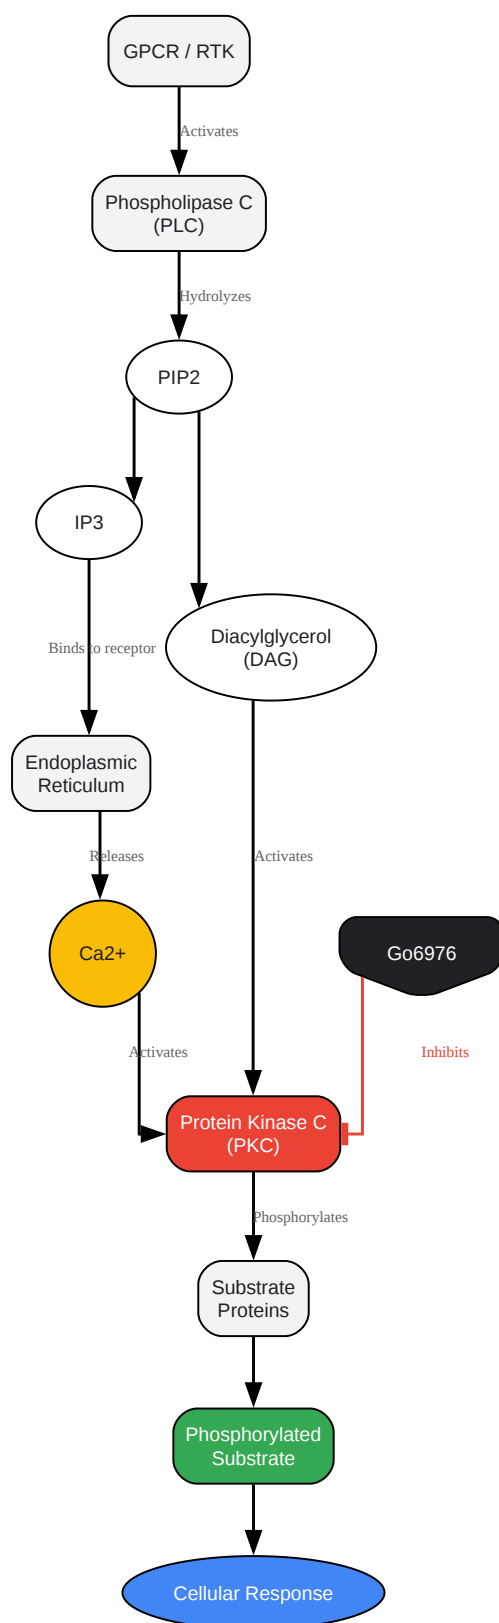 GPCR / RTK
Activates
Phospholipase C
(PLC)
Hydrolyzes
PIP2
IP3
Diacylglycerol
(DAG)
Binds to receptor
Endoplasmic
Reticulum
Releases
Activates
Ca2+
Go6976
Activates
Inhibits
Protein Kinase C
(PKC)
Phosphorylates
Substrate
Proteins
Phosphorylated
Substrate
Cellular Response